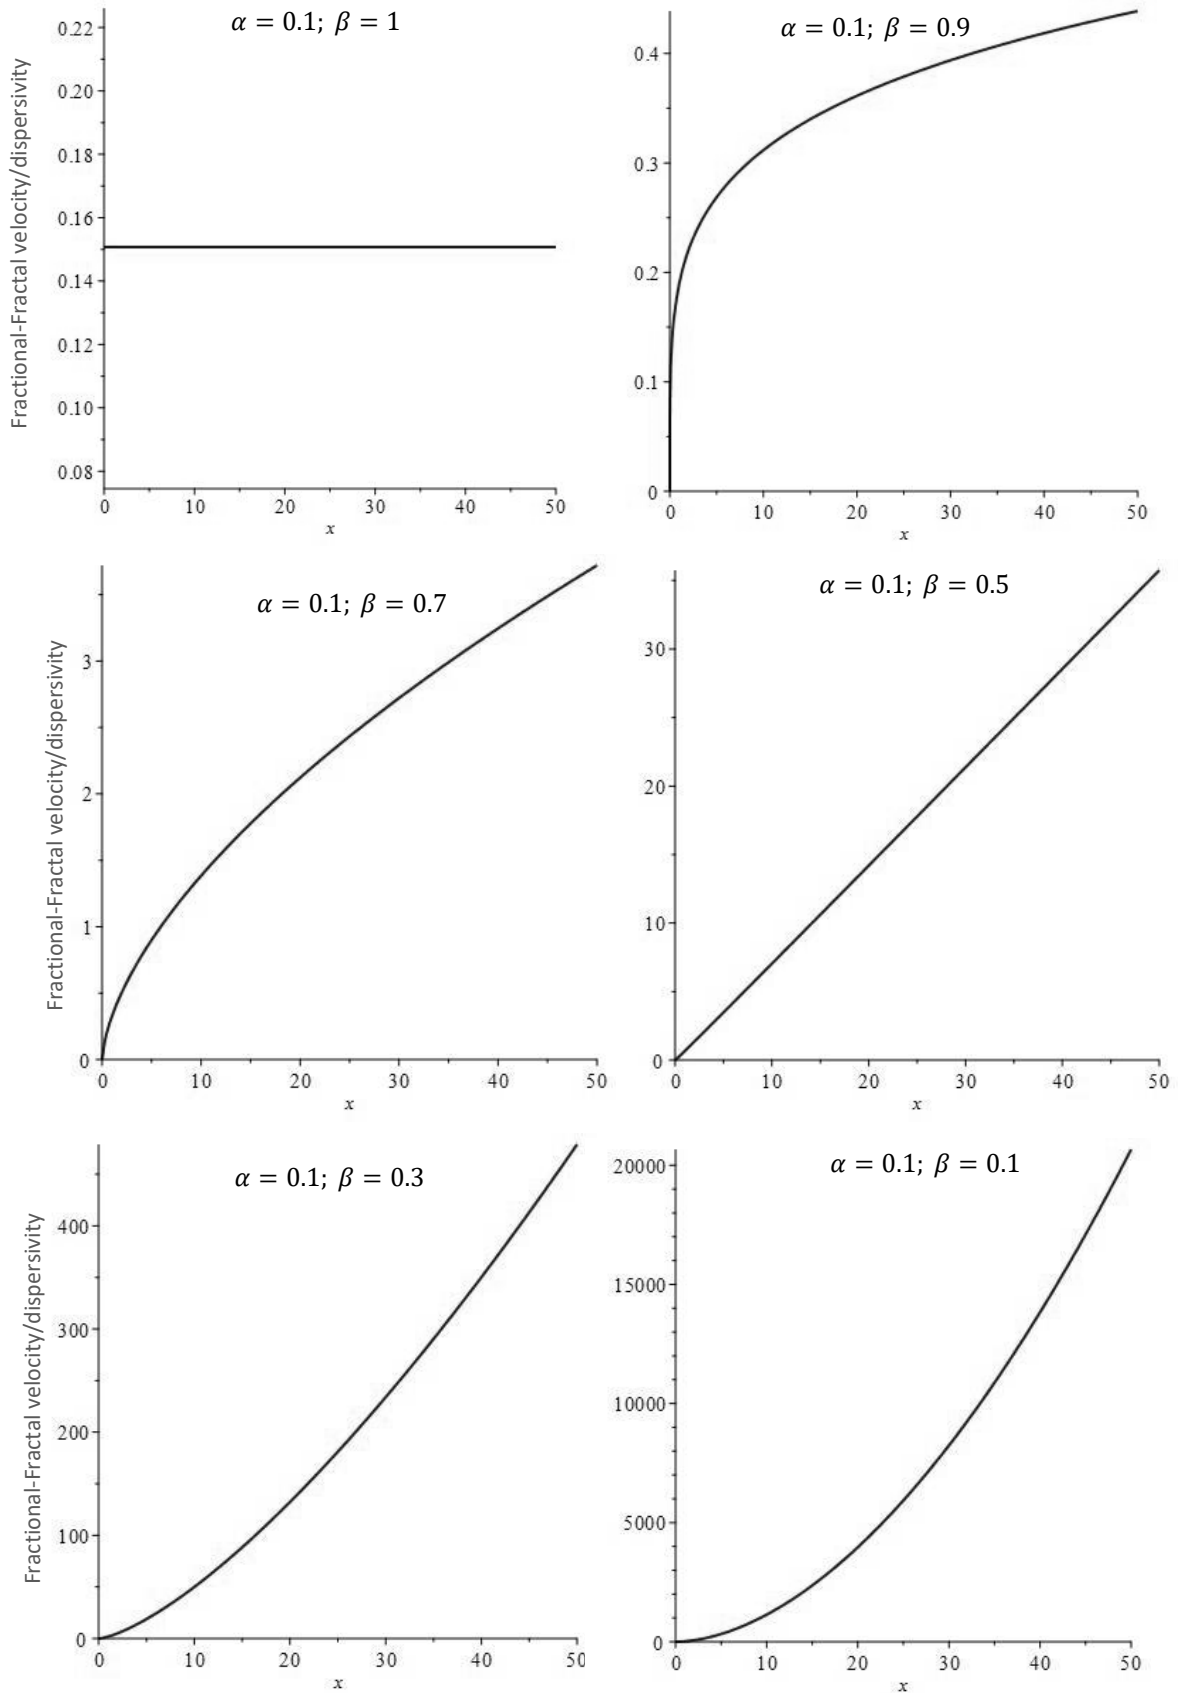 α = 0.1; β = 1
Fractional-Fractal velocity/dispersivity
0.22
0.20
0.18
0.16
0.14
0.12
0.10
0.08
0 10 20 30 40 50
x
α = 0.1; β = 0.9
0.4
0.3
0.2
0.1
0
0 10 20 30 40 50
x
α = 0.1; β = 0.7
Fractional-Fractal velocity/dispersivity
3
2
1
0
0 10 20 30 40 50
x
α = 0.1; β = 0.5
30
20
10
0
0 10 20 30 40 50
x
α = 0.1; β = 0.3
Fractional-Fractal velocity/dispersivity
400
300
200
100
0
0 10 20 30 40 50
x
α = 0.1; β = 0.1
20000
15000
10000
5000
0
0 10 20 30 40 50
x